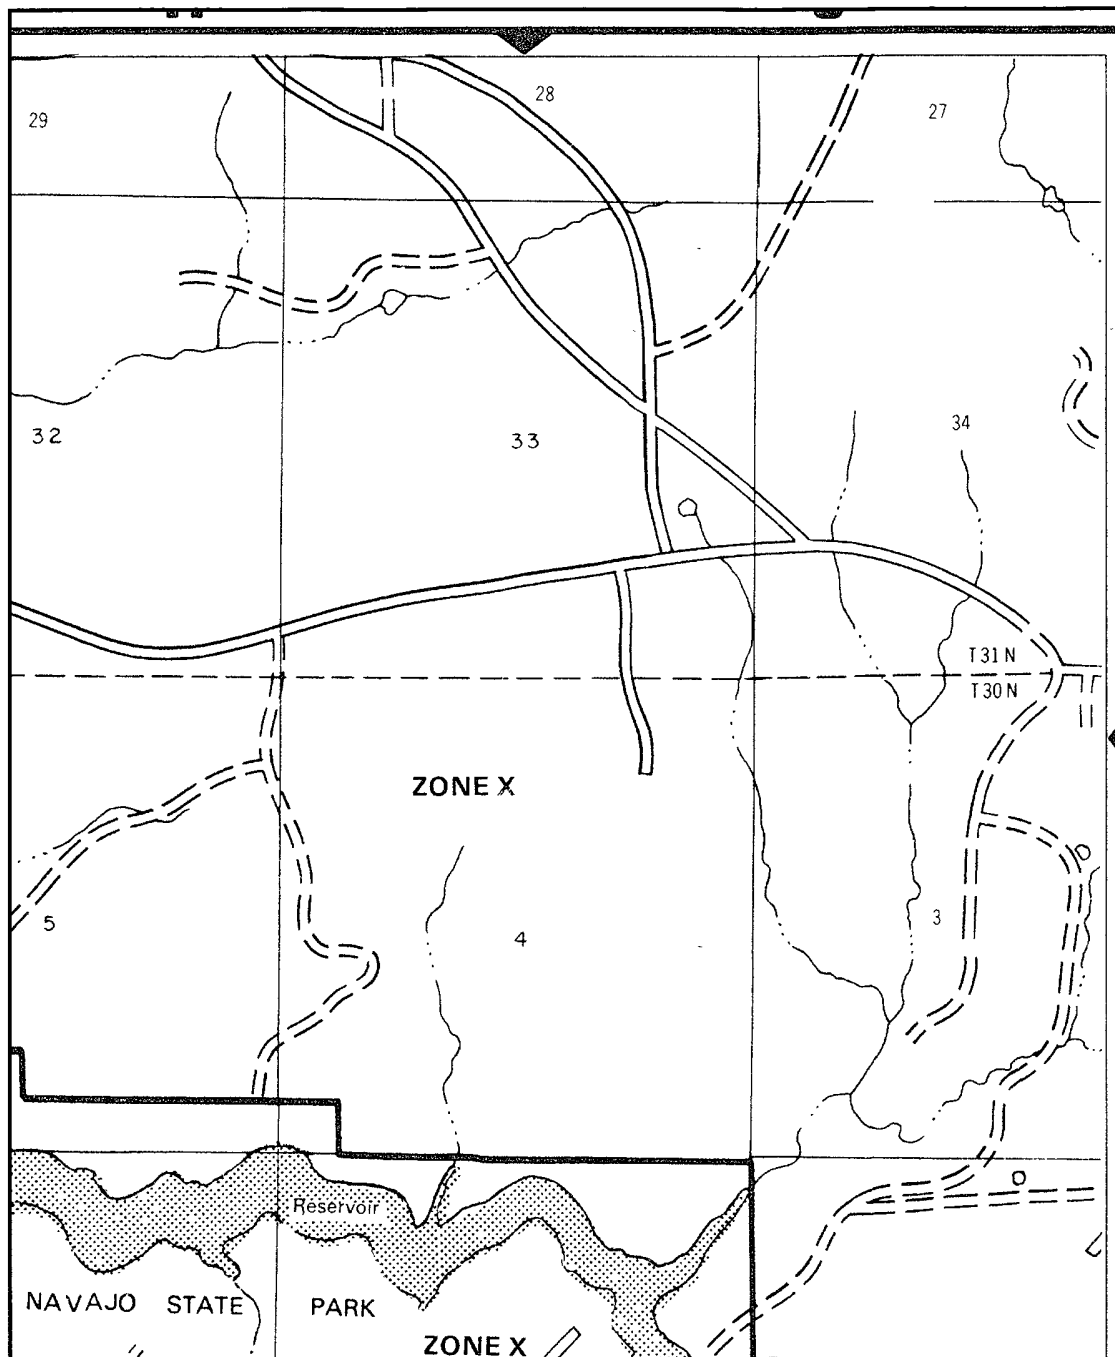 28
29
27
32
33
34
T31N
T30N
ZONE X
5
4
3
Reservoir
NAVAJO STATE PARK
ZONE X